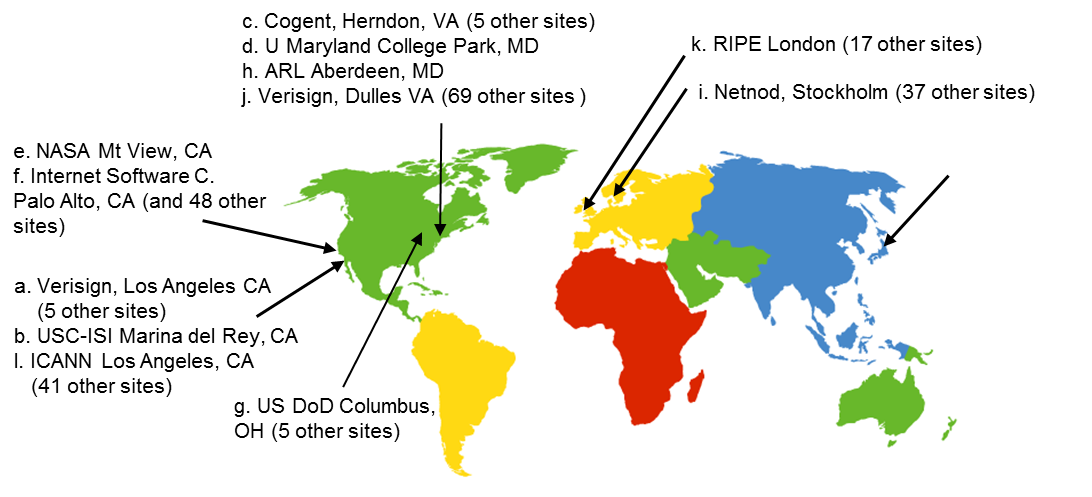 c. Cogent, Herndon, VA (5 other sites)
d. U Maryland College Park, MD
h. ARL Aberdeen, MD
j. Verisign, Dulles VA (69 other sites )
k. RIPE London (17 other sites)
i. Netnod, Stockholm (37 other sites)
e. NASA Mt View, CA
f. Internet Software C.
Palo Alto, CA (and 48 other
sites)
a. Verisign, Los Angeles CA
(5 other sites)
b. USC-ISI Marina del Rey, CA
l. ICANN Los Angeles, CA
(41 other sites)
g. US DoD Columbus,
OH (5 other sites)